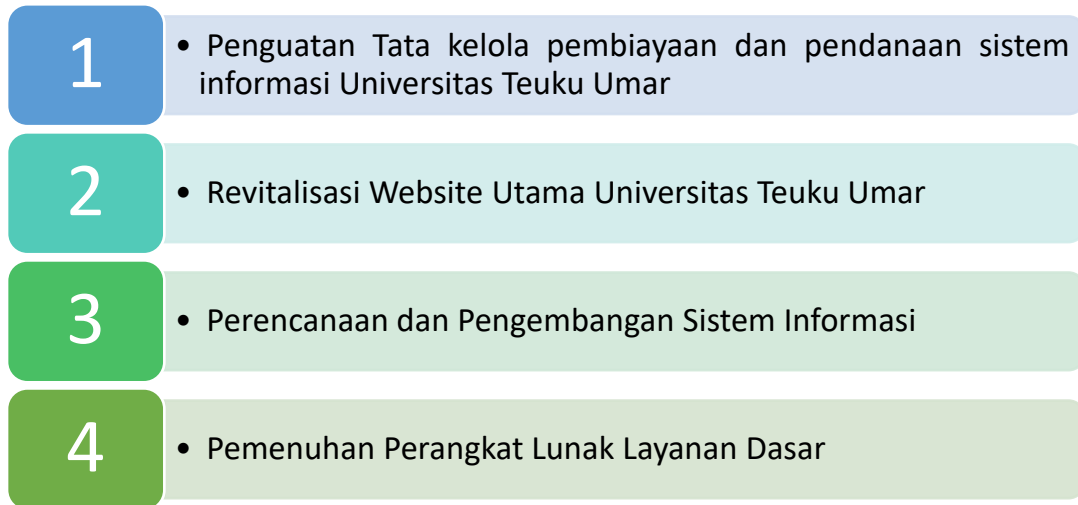 1
• Penguatan Tata kelola pembiayaan dan pendanaan sistem
informasi Universitas Teuku Umar
2
• Revitalisasi Website Utama Universitas Teuku Umar
3
• Perencanaan dan Pengembangan Sistem Informasi
4
• Pemenuhan Perangkat Lunak Layanan Dasar